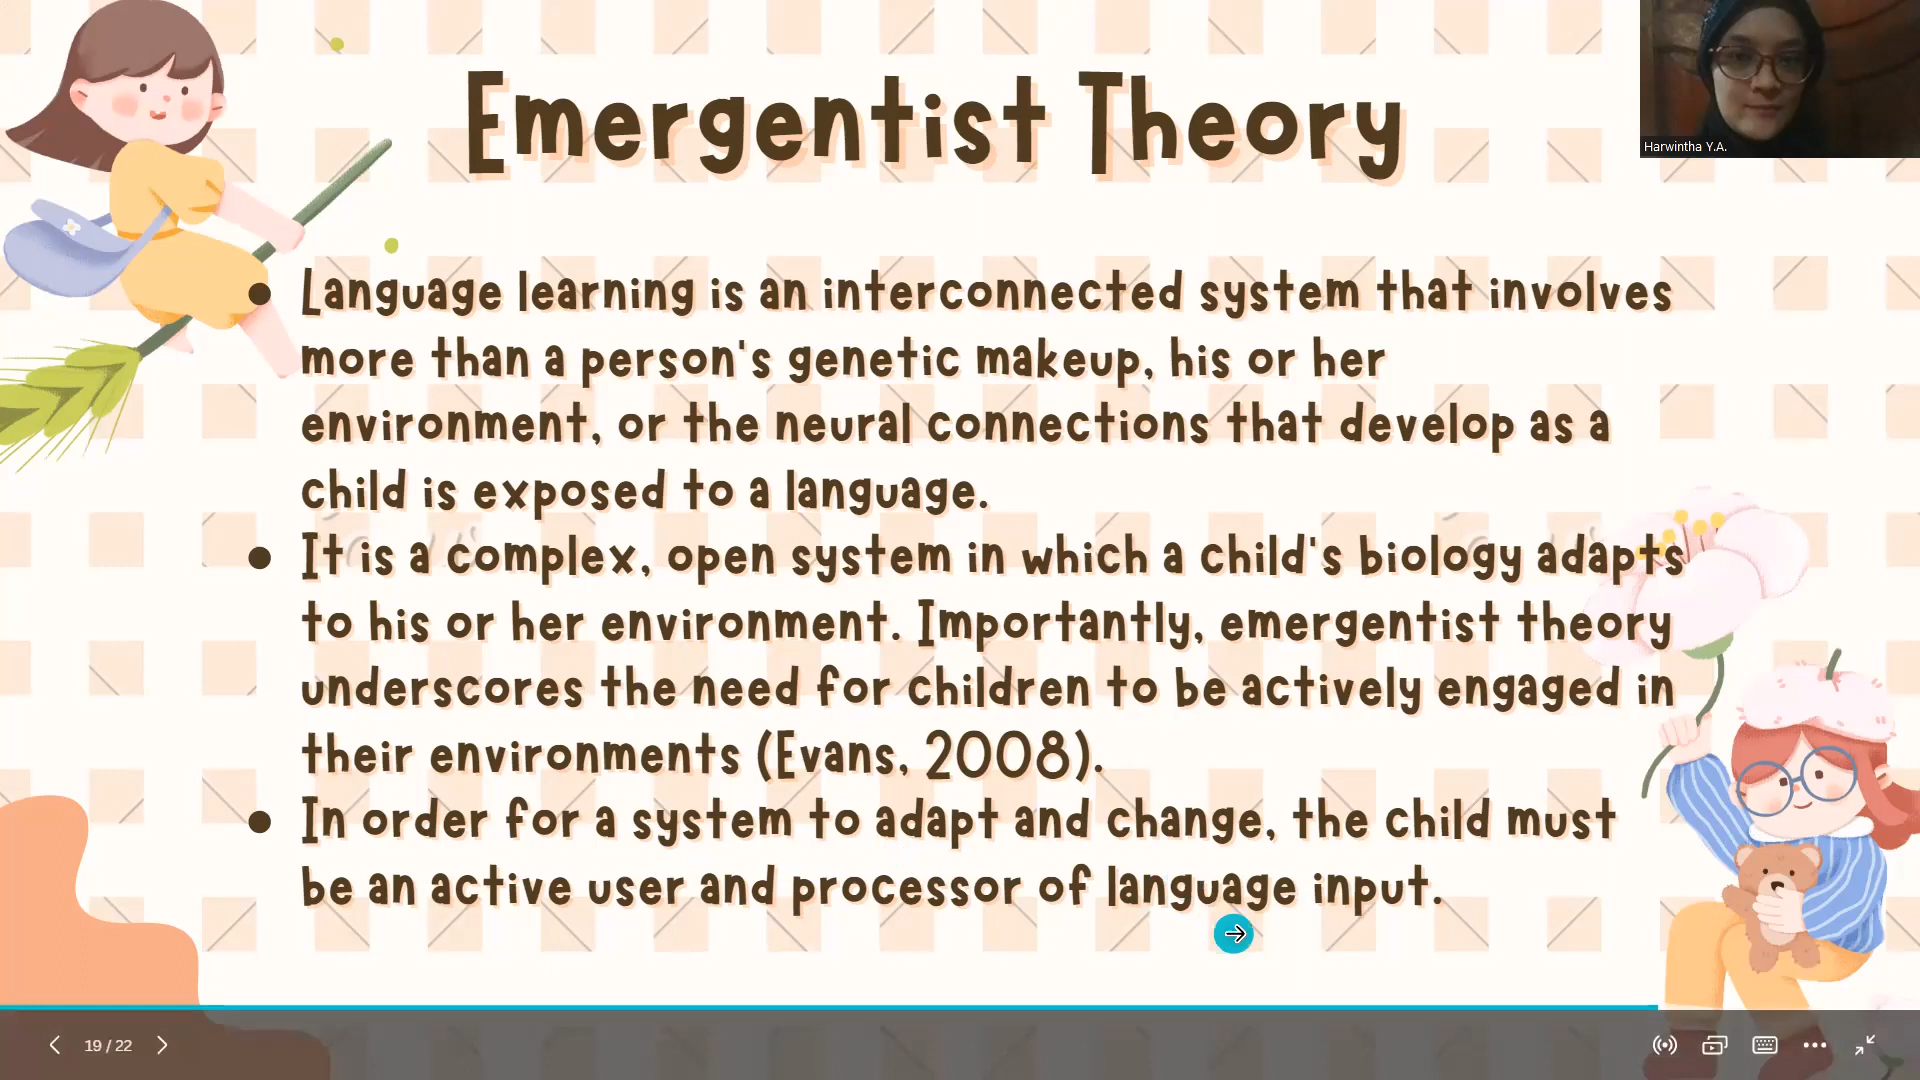 Emergentist Theory
Harwintha Y.A.
Language learning is an interconnected system that involves
more than a person's genetic makeup, his or her
environment, or the neural connections that develop as a
child is exposed to a language.
It is a complex, open system in which a child's biology adapts
to his or her environment. Importantly, emergentist theory
underscores the need for children to be actively engaged in
their environments (Evans, 2008).
In order for a system to adapt and change, the child must
be an active user and processor of language input.
19 / 22